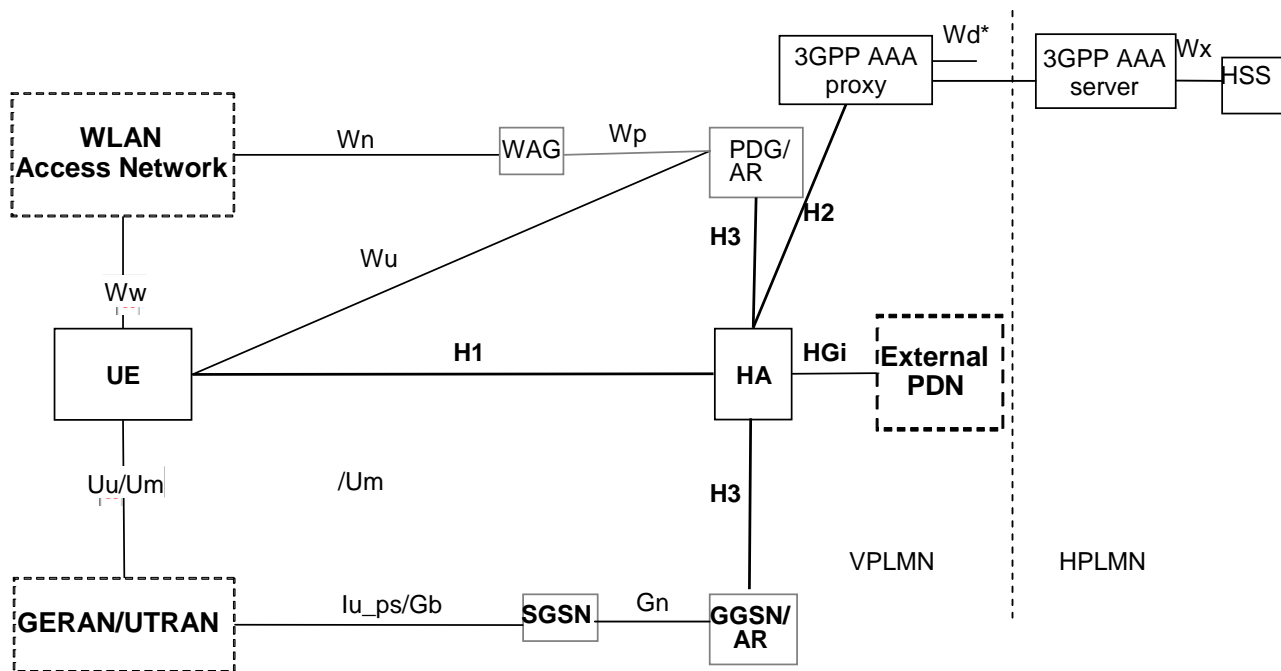 Wd*
3GPP AAA
proxy
3GPP AAA
server
Wx
HSS
WLAN
Access Network
Wn
WAG
Wp
PDG/
AR
H2
H3
Wu
Ww
UE
H1
HA
HGi
External
PDN
Uu/Um
/Um
H3
VPLMN
HPLMN
GERAN/UTRAN
Iu_ps/Gb
SGSN
Gn
GGSN/
AR